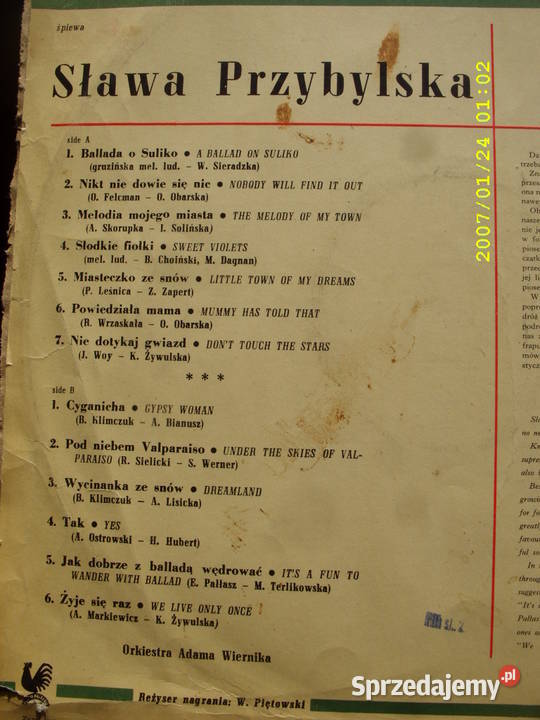 śpiewa
Sława Przybylska
side A
1. Ballada o Suliko ● A BALLAD ON SULIKO
(gruzińska mel. lud. – W. Sieradzka)
2. Nikt nie dowie się nic ● NOBODY WILL FIND IT OUT
(O. Felcman – O. Obarska)
3. Melodia mojego miasta ● THE MELODY OF MY TOWN
(A. Skorupka – I. Solińska)
4. Słodkie fiołki ● SWEET VIOLETS
(mel. lud. – B. Choiński, M. Dagnan)
5. Miasteczko ze snów ● LITTLE TOWN OF MY DREAMS
(P. Leśnica – Z. Zapert)
6. Powiedziała mama ● MUMMY HAS TOLD THAT
(R. Wrzaskała – O. Obarska)
7. Nie dotykaj gwiazd ● DON'T TOUCH THE STARS
(J. Woy – K. Żywulska)
* * *
side B
1. Cyganicha ● GYPSY WOMAN
(B. Klimczuk – A. Bianusz)
2. Pod niebem Valparaiso ● UNDER THE SKIES OF VAL-
PARAISO (R. Sielicki – S. Werner)
3. Wycinanka ze snów ● DREAMLAND
(B. Klimczuk – A. Lisicka)
4. Tak ● YES
(A. Ostrowski – H. Hubert)
5. Jak dobrze z balladą wędrować ● IT'S A FUN TO
WANDER WITH BALLAD (E. Pałłasz – M. Terlikowska)
6. Żyje się raz ● WE LIVE ONLY ONCE
(A. Markiewicz – K. Żywulska)
Orkiestra Adama Wiernika
Reżyser nagrania: W. Piętowski
2007/01/24 01:02
Sprzedajemy.pl